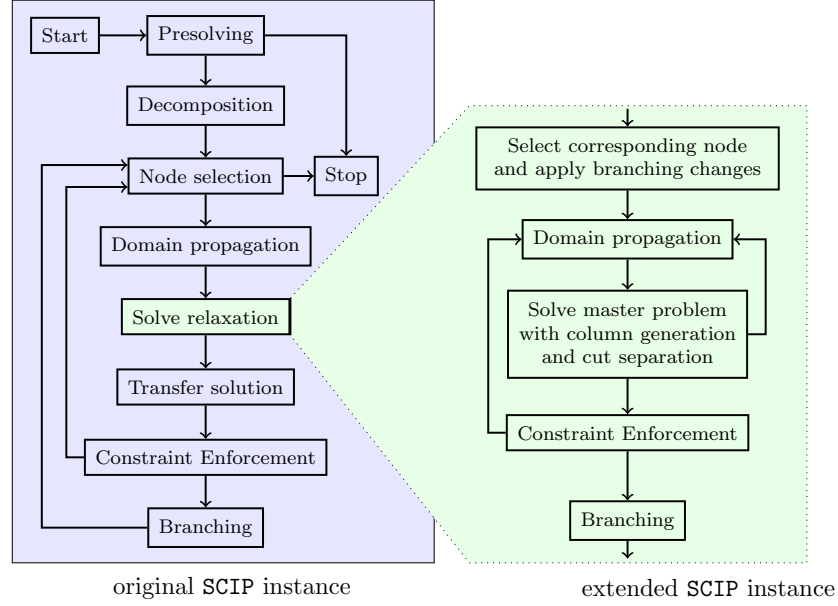 Start
Presolving
Decomposition
Node selection
Stop
Domain propagation
Solve relaxation
Transfer solution
Constraint Enforcement
Branching
original SCIP instance
Select corresponding node
and apply branching changes
Domain propagation
Solve master problem
with column generation
and cut separation
Constraint Enforcement
Branching
extended SCIP instance